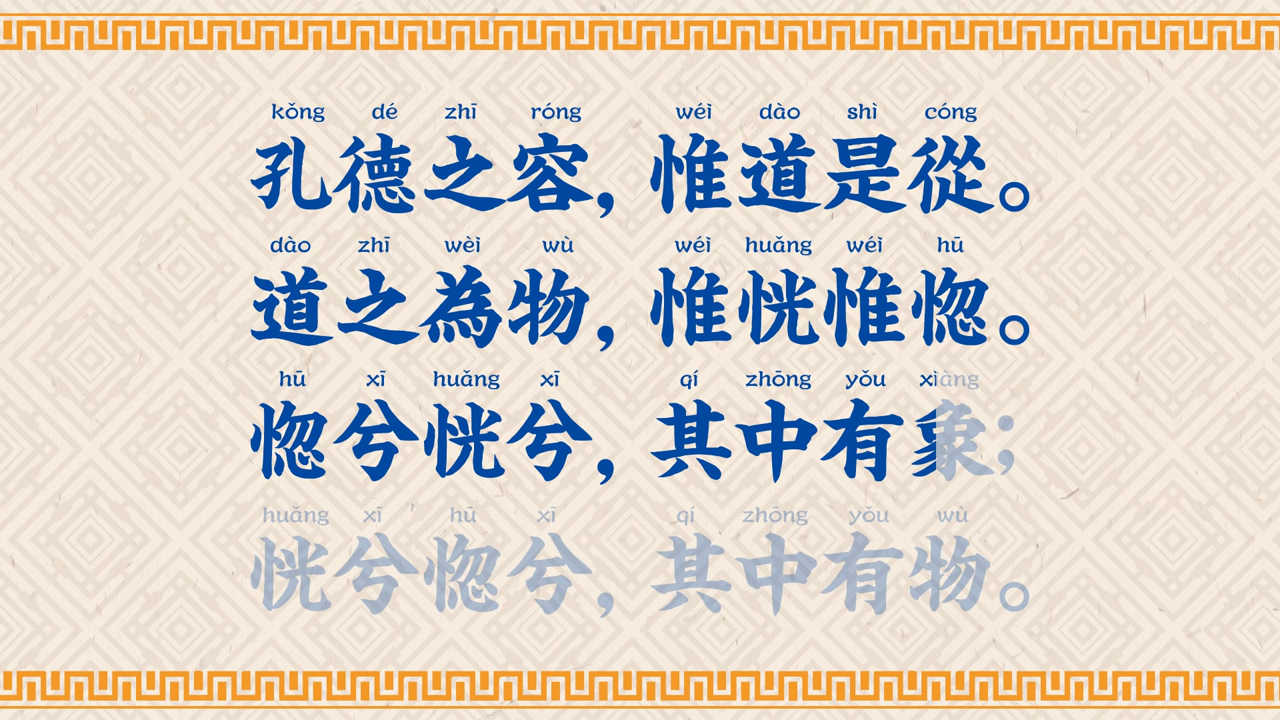 kǒng dé zhī róng wéi dào shì cóng
孔德之容，惟道是從。
dào zhī wèi wù wéi huǎng wéi hū
道之為物，惟恍惟惚。
hū xī huǎng xī qí zhōng yǒu xiàng
惚兮恍兮，其中有象；
huǎng xī hū xī qí zhōng yǒu wù
恍兮惚兮，其中有物。